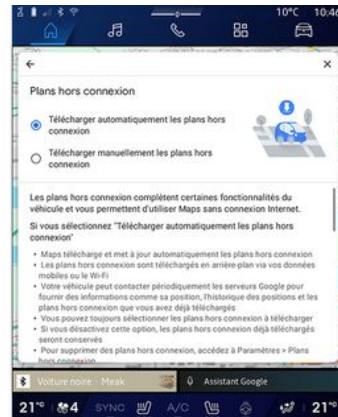 10°C 10:46
Plans hors connexion
Télécharger automatiquement les plans hors
connexion
Télécharger manuellement les plans hors
connexion
Les plans hors connexion complètent certaines fonctionnalités du
véhicule et vous permettent d'utiliser Maps sans connexion Internet.
Si vous sélectionnez "Télécharger automatiquement les plans hors
connexion"
• Maps télécharge et met à jour automatiquement les plans hors connexion
• Les plans hors connexion sont téléchargés en arrière-plan via vos données
mobiles ou le Wi-Fi
• Votre véhicule peut contacter périodiquement les serveurs Google pour
fournir des informations comme sa position, l'historique des positions et les
plans hors connexion que vous avez déjà téléchargés
• Vous pouvez toujours sélectionner les plans hors connexion à télécharger
• Si vous désactivez cette option, les plans hors connexion déjà téléchargés
seront conservés
• Pour supprimer des plans hors connexion, accédez à Paramètres > Plans
hors connexion
Voiture noire · Meak
Assistant Google
21°C 4 SYNC A/C 21°C